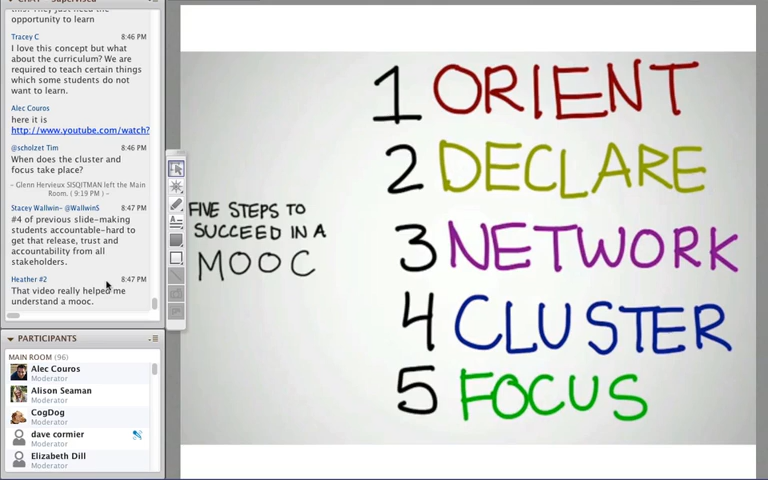 CHAT - Supervised
opportunity to learn
Tracey C 8:46 PM
I love this concept but what
about the curriculum? We are
required to teach certain things
which some students do not
want to learn.
Alec Couros
here it is
http://www.youtube.com/watch?
@scholzet Tim 8:46 PM
When does the cluster and
focus take place?
- Glenn Hervieux SISQITMAN left the Main
Room. ( 9:19 PM ) -
Stacey Wallwin- @WallwinS 8:47 PM
#4 of previous slide-making
students accountable-hard to
get that release, trust and
accountability from all
stakeholders.
Heather #2 8:47 PM
That video really helped me
understand a mooc.
PARTICIPANTS
MAIN ROOM (96)
Alec Couros
Moderator
Alison Seaman
Moderator
CogDog
Moderator
dave cormier
Moderator
Elizabeth Dill
Moderator
FIVE STEPS TO
SUCCEED IN A
MOOC
1 ORIENT
2 DECLARE
3 NETWORK
4 CLUSTER
5 FOCUS